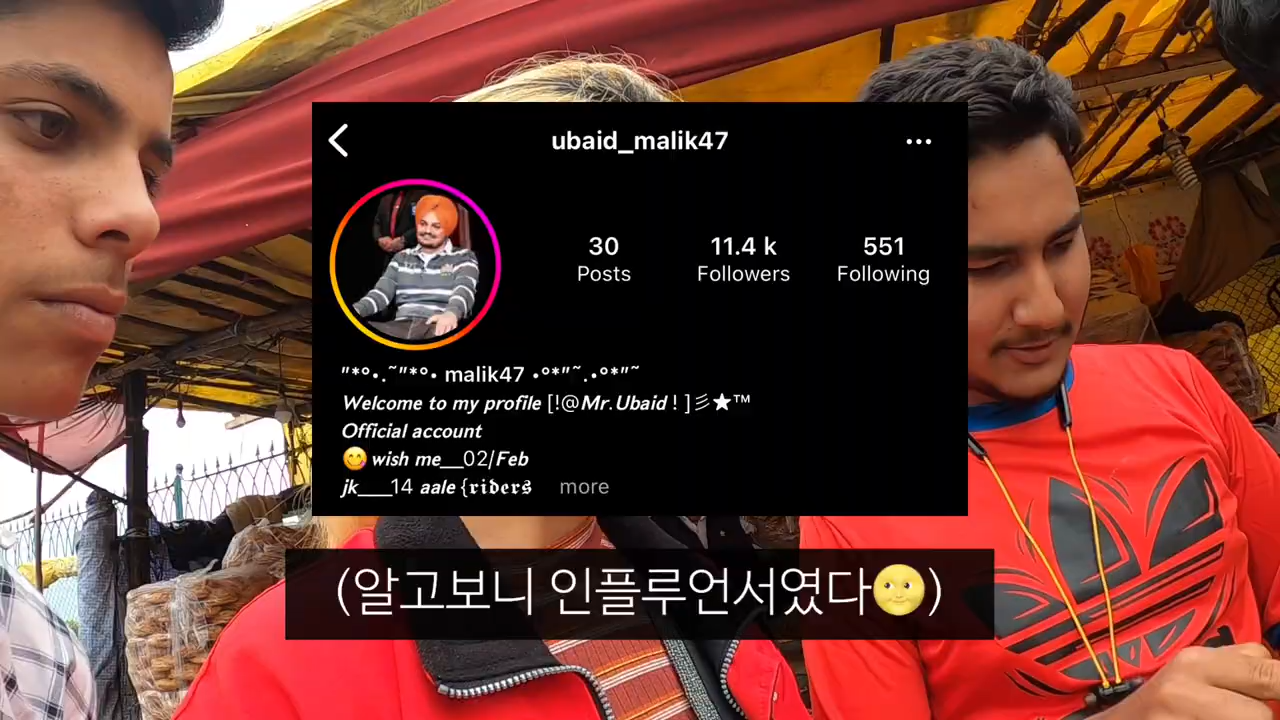 ubaid_malik47
30
Posts
11.4 k
Followers
551
Following
"*°•.˜"*°• malik47 •°*"˜.•°*"˜
Welcome to my profile [!@Mr.Ubaid ! ]彡★™
Official account
😋 wish me__02/Feb
jk___14 aale {𝖗𝖎𝖉𝖊𝖗𝖘 more
(알고보니 인플루언서였다🌝)